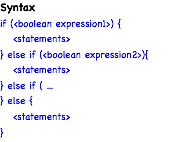 Syntax
if (<boolean expression1>) {
<statements>
} else if (<boolean expression2>){
<statements>
} else if ( …
} else {
<statements>
}